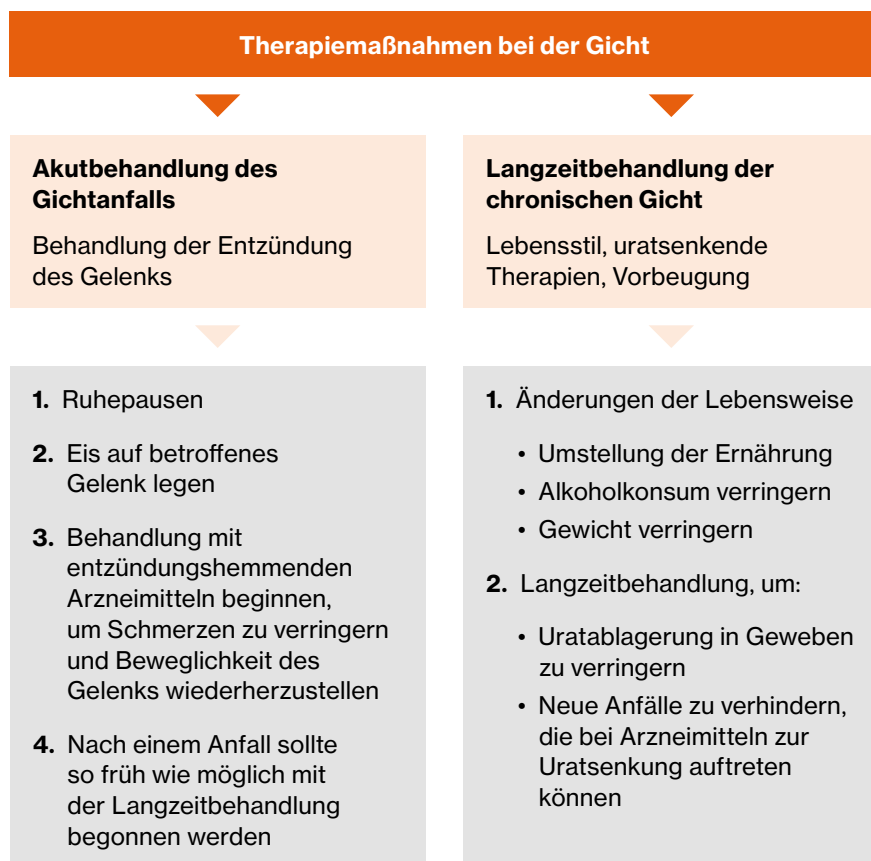 Therapiemaßnahmen bei der Gicht
Akutbehandlung des
Gichtanfalls
Behandlung der Entzündung
des Gelenks
1. Ruhepausen
2. Eis auf betroffenes
Gelenk legen
3. Behandlung mit
entzündungshemmenden
Arzneimitteln beginnen,
um Schmerzen zu verringern
und Beweglichkeit des
Gelenks wiederherzustellen
4. Nach einem Anfall sollte
so früh wie möglich mit
der Langzeitbehandlung
begonnen werden
Langzeitbehandlung der
chronischen Gicht
Lebensstil, uratsenkende
Therapien, Vorbeugung
1. Änderungen der Lebensweise
• Umstellung der Ernährung
• Alkoholkonsum verringern
• Gewicht verringern
2. Langzeitbehandlung, um:
• Uratablagerung in Geweben
zu verringern
• Neue Anfälle zu verhindern,
die bei Arzneimitteln zur
Uratsenkung auftreten
können